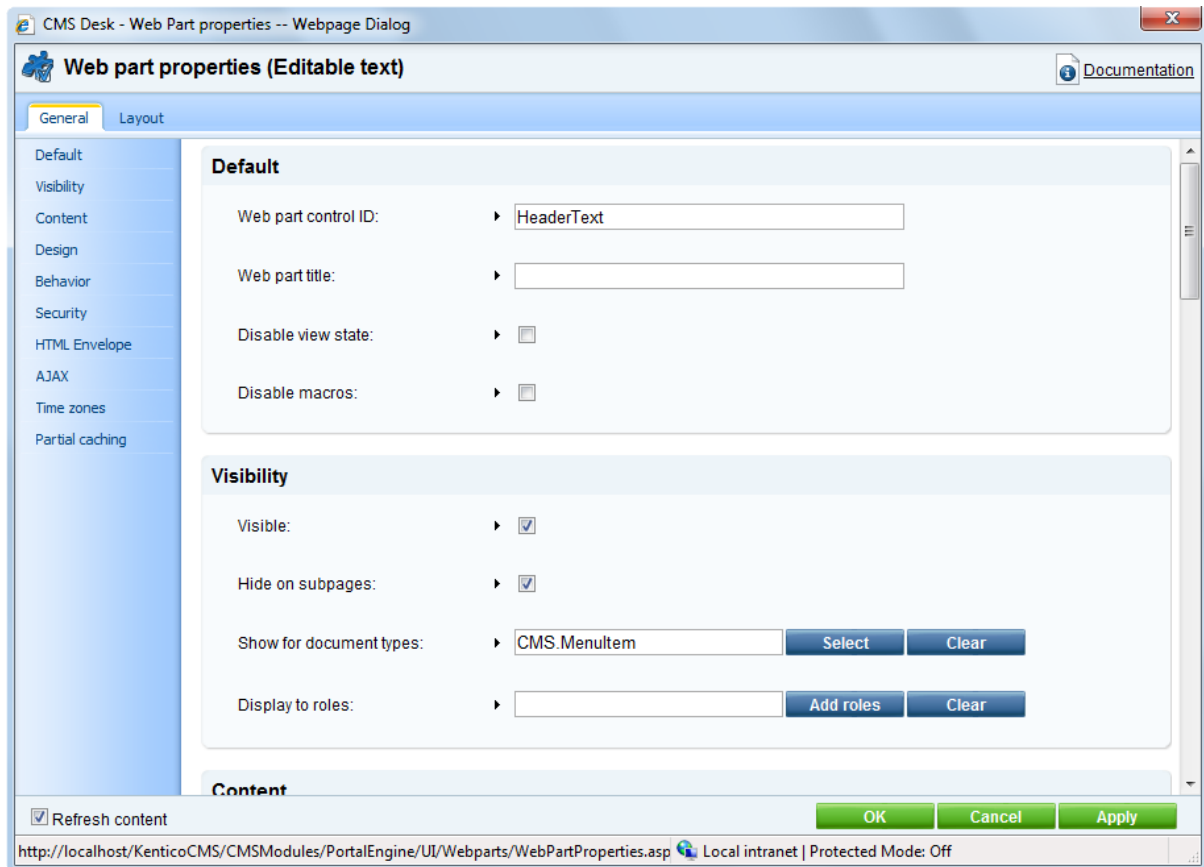 CMS Desk - Web Part properties -- Webpage Dialog
Web part properties (Editable text)
Documentation
General Layout
Default
Visibility
Content
Design
Behavior
Security
HTML Envelope
AJAX
Time zones
Partial caching
Default
Web part control ID: HeaderText
Web part title:
Disable view state:
Disable macros:
Visibility
Visible:
Hide on subpages:
Show for document types: CMS.MenuItem Select Clear
Display to roles: Add roles Clear
Content
Refresh content OK Cancel Apply
http://localhost/KenticoCMS/CMSModules/PortalEngine/UI/Webparts/WebPartProperties.asp Local intranet | Protected Mode: Off